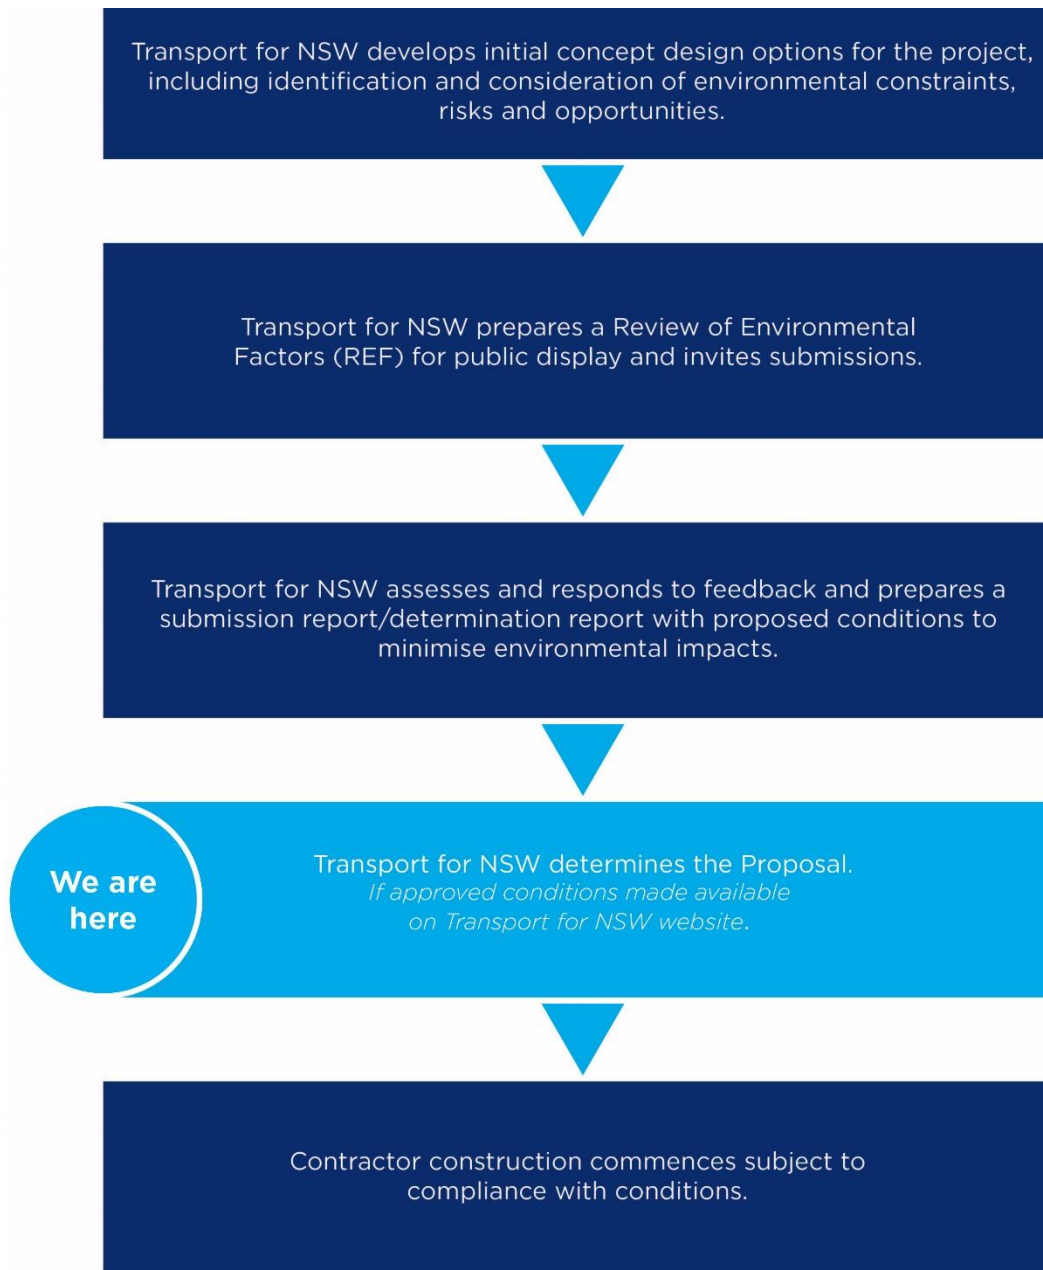 Transport for NSW develops initial concept design options for the project,
including identification and consideration of environmental constraints,
risks and opportunities.
Transport for NSW prepares a Review of Environmental
Factors (REF) for public display and invites submissions.
Transport for NSW assesses and responds to feedback and prepares a
submission report/determination report with proposed conditions to
minimise environmental impacts.
We are
here
Transport for NSW determines the Proposal.
If approved conditions made available
on Transport for NSW website.
Contractor construction commences subject to
compliance with conditions.